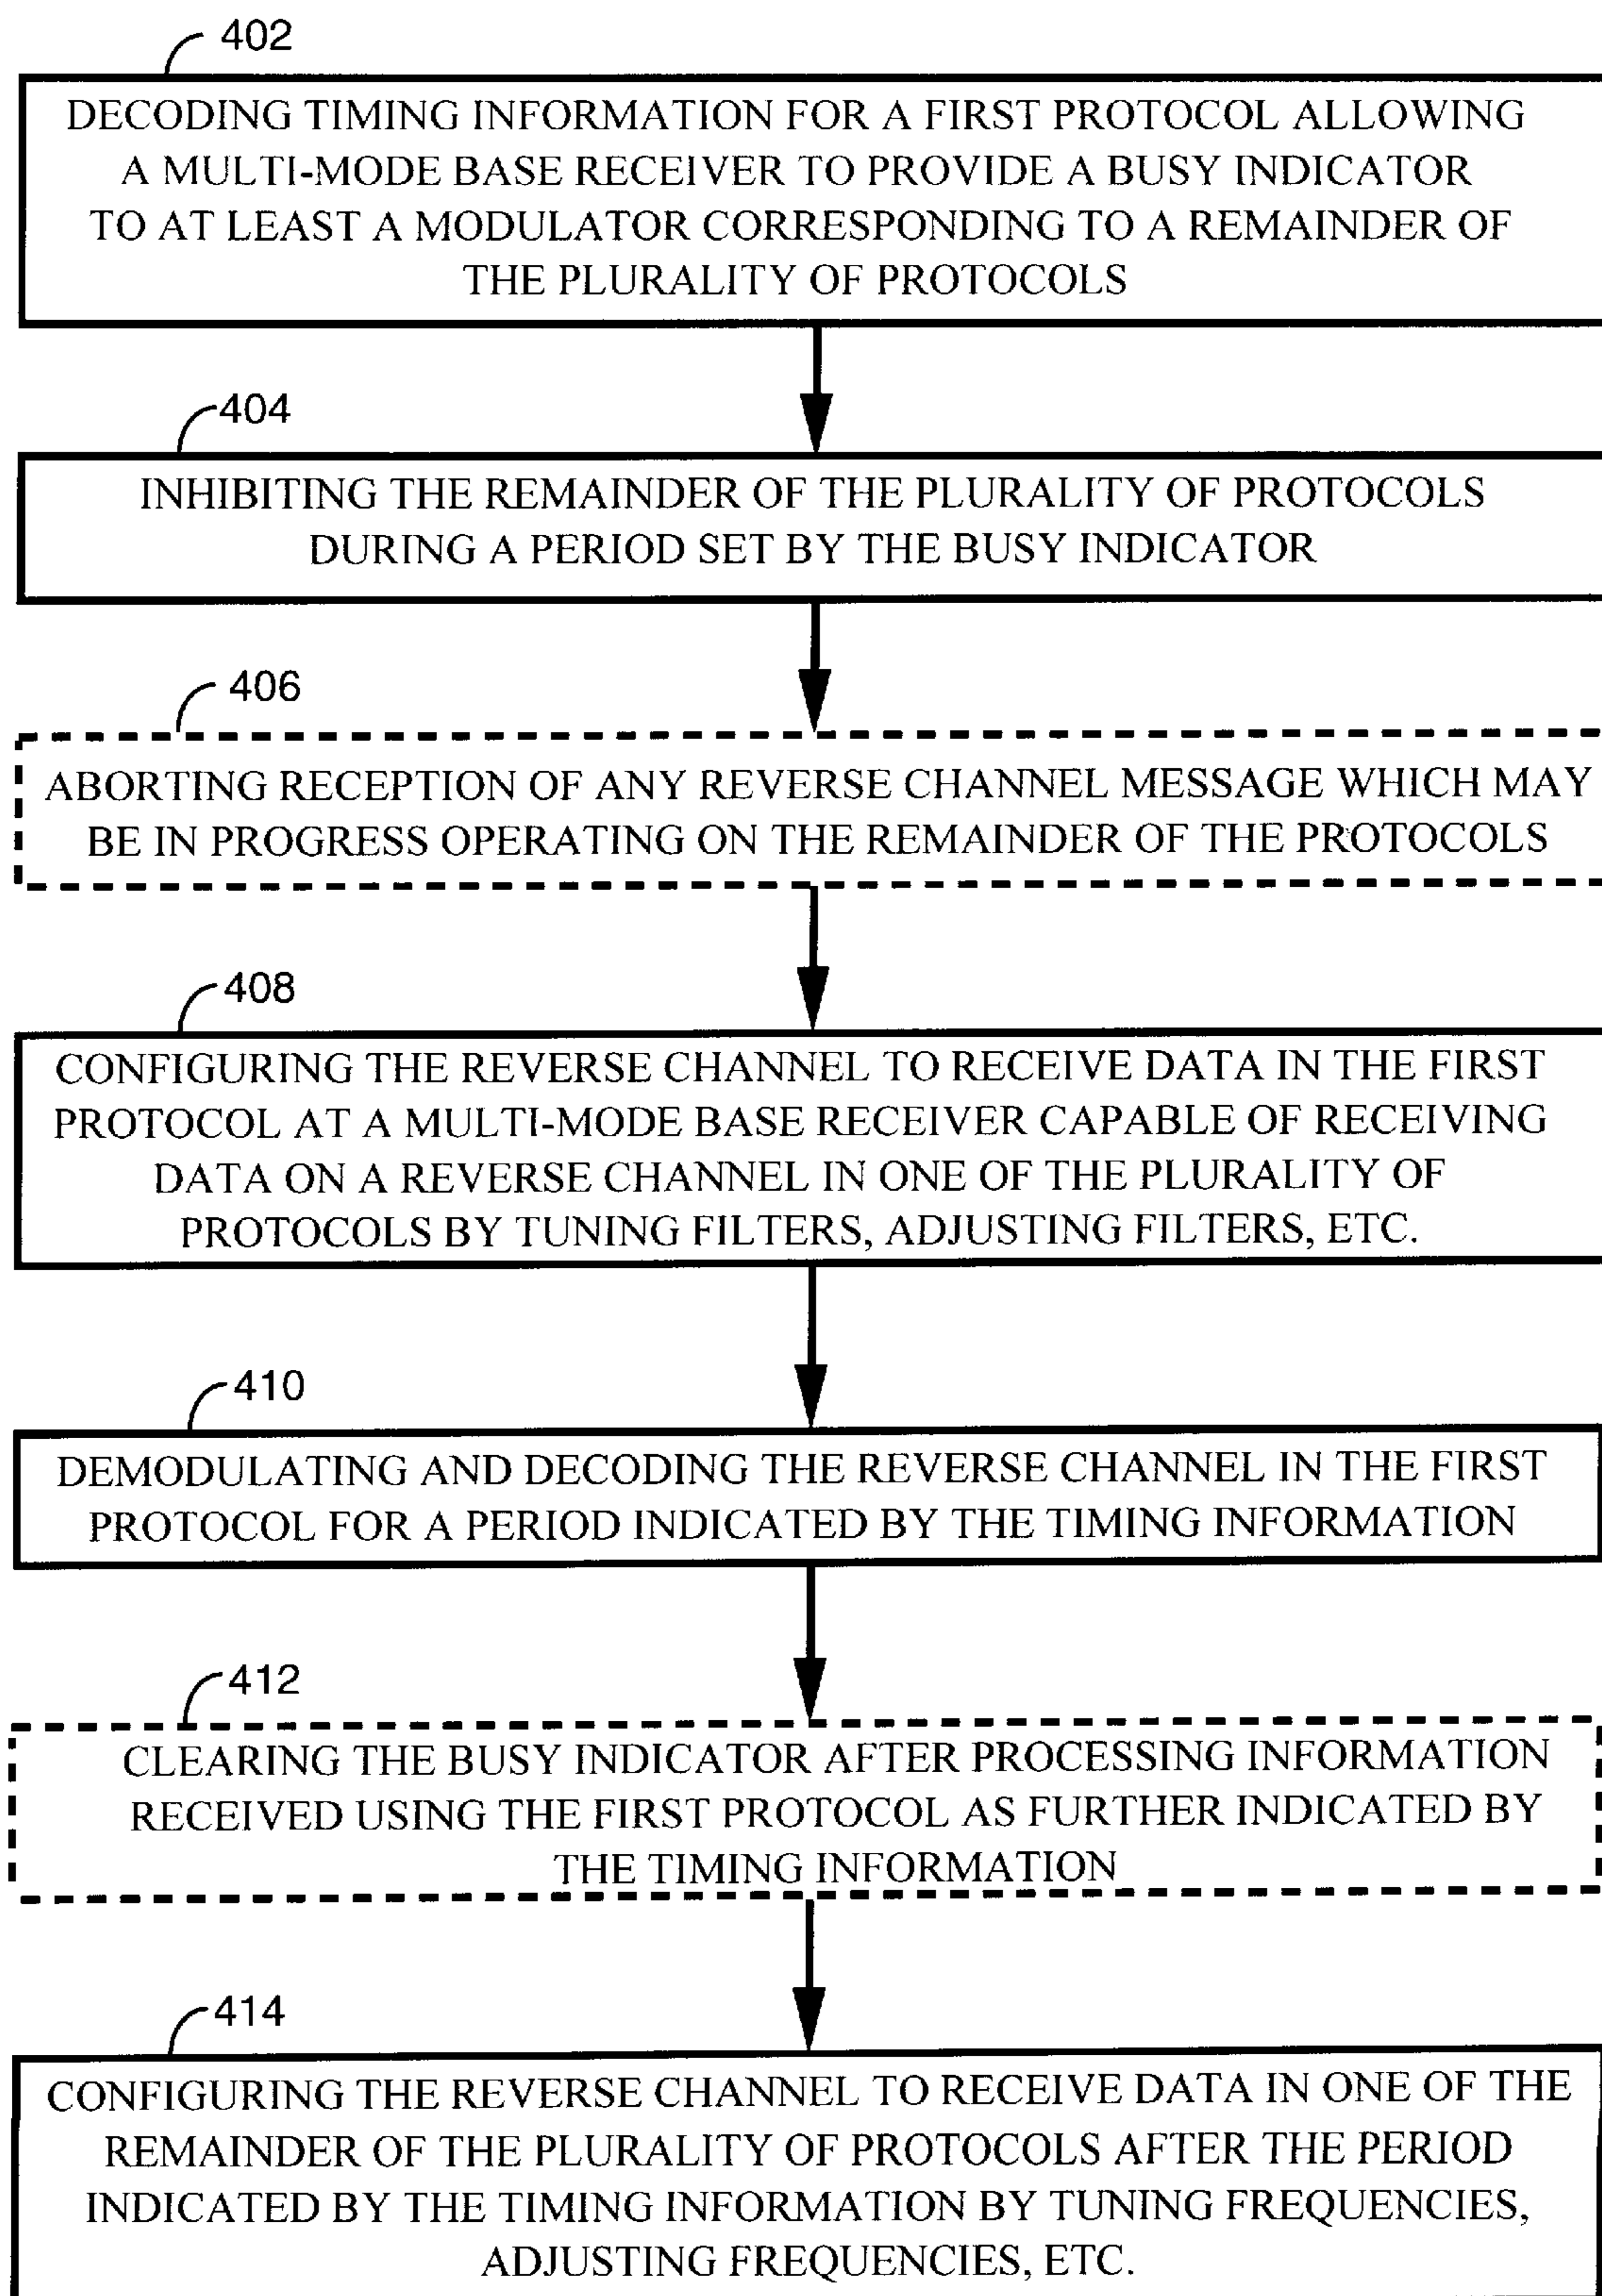 402
DECODING TIMING INFORMATION FOR A FIRST PROTOCOL ALLOWING
A MULTI-MODE BASE RECEIVER TO PROVIDE A BUSY INDICATOR
TO AT LEAST A MODULATOR CORRESPONDING TO A REMAINDER OF
THE PLURALITY OF PROTOCOLS
404
INHIBITING THE REMAINDER OF THE PLURALITY OF PROTOCOLS
DURING A PERIOD SET BY THE BUSY INDICATOR
406
ABORTING RECEPTION OF ANY REVERSE CHANNEL MESSAGE WHICH MAY
BE IN PROGRESS OPERATING ON THE REMAINDER OF THE PROTOCOLS
408
CONFIGURING THE REVERSE CHANNEL TO RECEIVE DATA IN THE FIRST
PROTOCOL AT A MULTI-MODE BASE RECEIVER CAPABLE OF RECEIVING
DATA ON A REVERSE CHANNEL IN ONE OF THE PLURALITY OF
PROTOCOLS BY TUNING FILTERS, ADJUSTING FILTERS, ETC.
410
DEMODULATING AND DECODING THE REVERSE CHANNEL IN THE FIRST
PROTOCOL FOR A PERIOD INDICATED BY THE TIMING INFORMATION
412
CLEARING THE BUSY INDICATOR AFTER PROCESSING INFORMATION
RECEIVED USING THE FIRST PROTOCOL AS FURTHER INDICATED BY
THE TIMING INFORMATION
414
CONFIGURING THE REVERSE CHANNEL TO RECEIVE DATA IN ONE OF THE
REMAINDER OF THE PLURALITY OF PROTOCOLS AFTER THE PERIOD
INDICATED BY THE TIMING INFORMATION BY TUNING FREQUENCIES,
ADJUSTING FREQUENCIES, ETC.